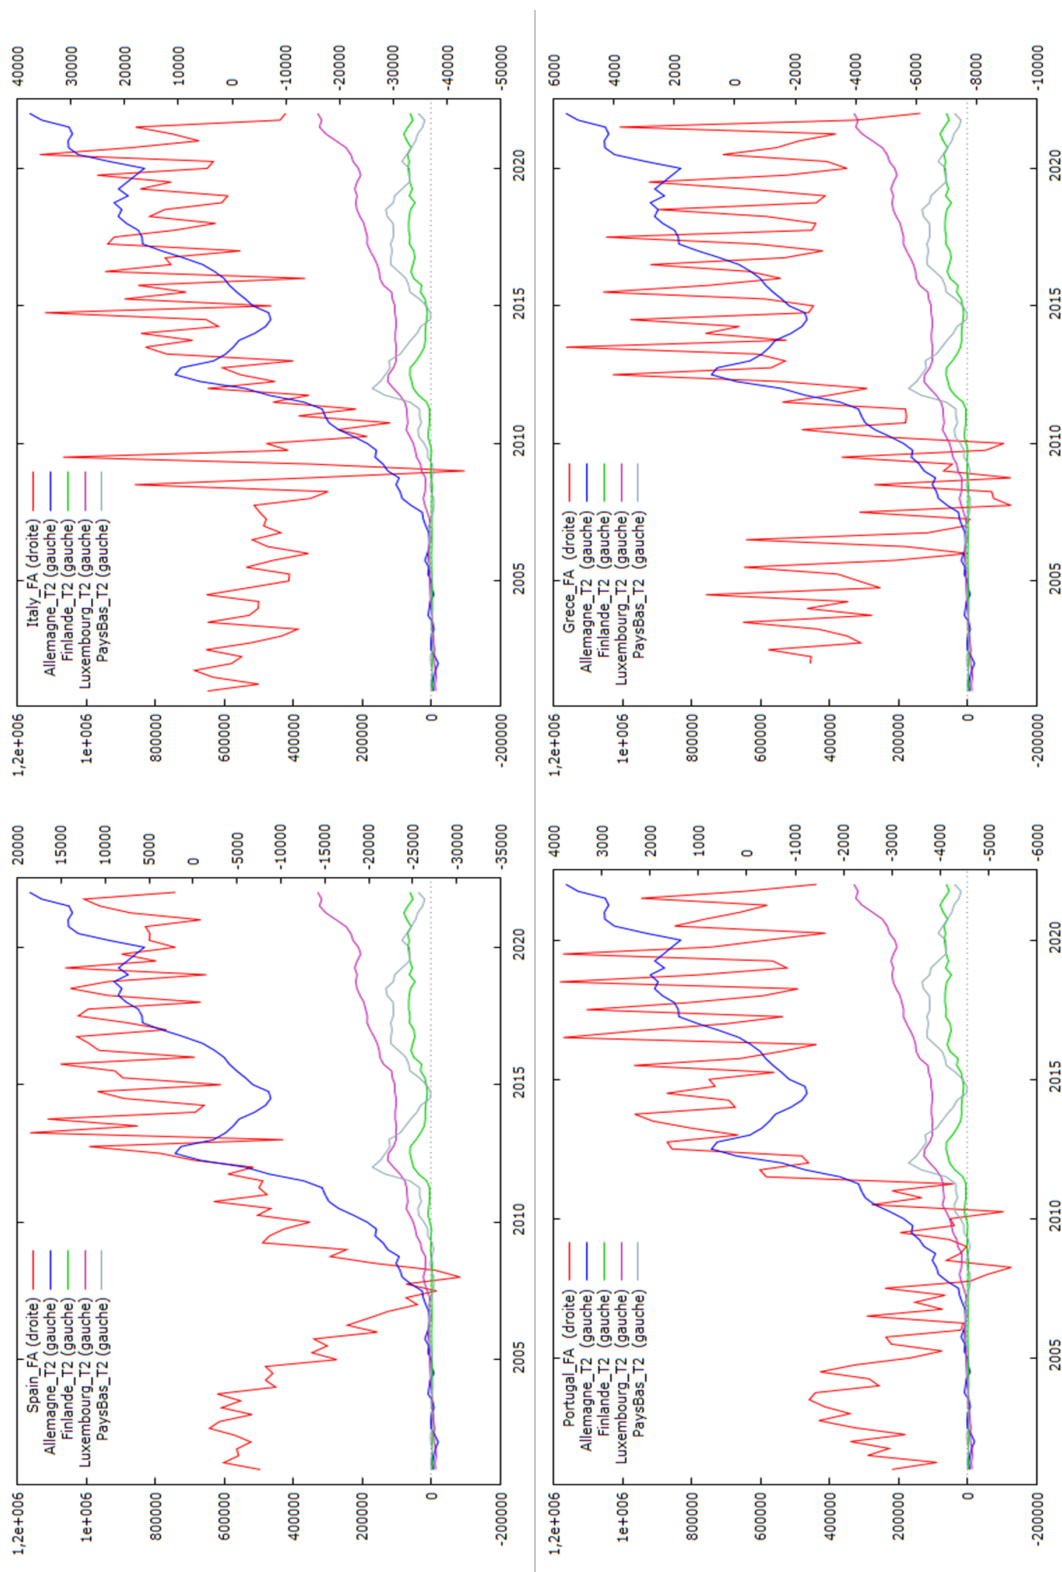 Spain_FA (droite)
Allemagne_T2 (gauche)
Finlande_T2 (gauche)
Luxembourg_T2 (gauche)
PaysBas_T2 (gauche)
1,2e+006
1e+006
800000
600000
400000
200000
0
-200000
20000
15000
10000
5000
0
-5000
-10000
-15000
-20000
-25000
-30000
-35000
2005
2010
2015
2020
Italy_FA (droite)
Allemagne_T2 (gauche)
Finlande_T2 (gauche)
Luxembourg_T2 (gauche)
PaysBas_T2 (gauche)
1,2e+006
1e+006
800000
600000
400000
200000
0
-200000
40000
30000
20000
10000
0
-10000
-20000
-30000
-40000
-50000
2005
2010
2015
2020
Portugal_FA (droite)
Allemagne_T2 (gauche)
Finlande_T2 (gauche)
Luxembourg_T2 (gauche)
PaysBas_T2 (gauche)
1,2e+006
1e+006
800000
600000
400000
200000
0
-200000
4000
3000
2000
1000
0
-1000
-2000
-3000
-4000
-5000
-6000
2005
2010
2015
2020
Grece_FA (droite)
Allemagne_T2 (gauche)
Finlande_T2 (gauche)
Luxembourg_T2 (gauche)
PaysBas_T2 (gauche)
1,2e+006
1e+006
800000
600000
400000
200000
0
-200000
6000
4000
2000
0
-2000
-4000
-6000
-8000
-10000
2005
2010
2015
2020